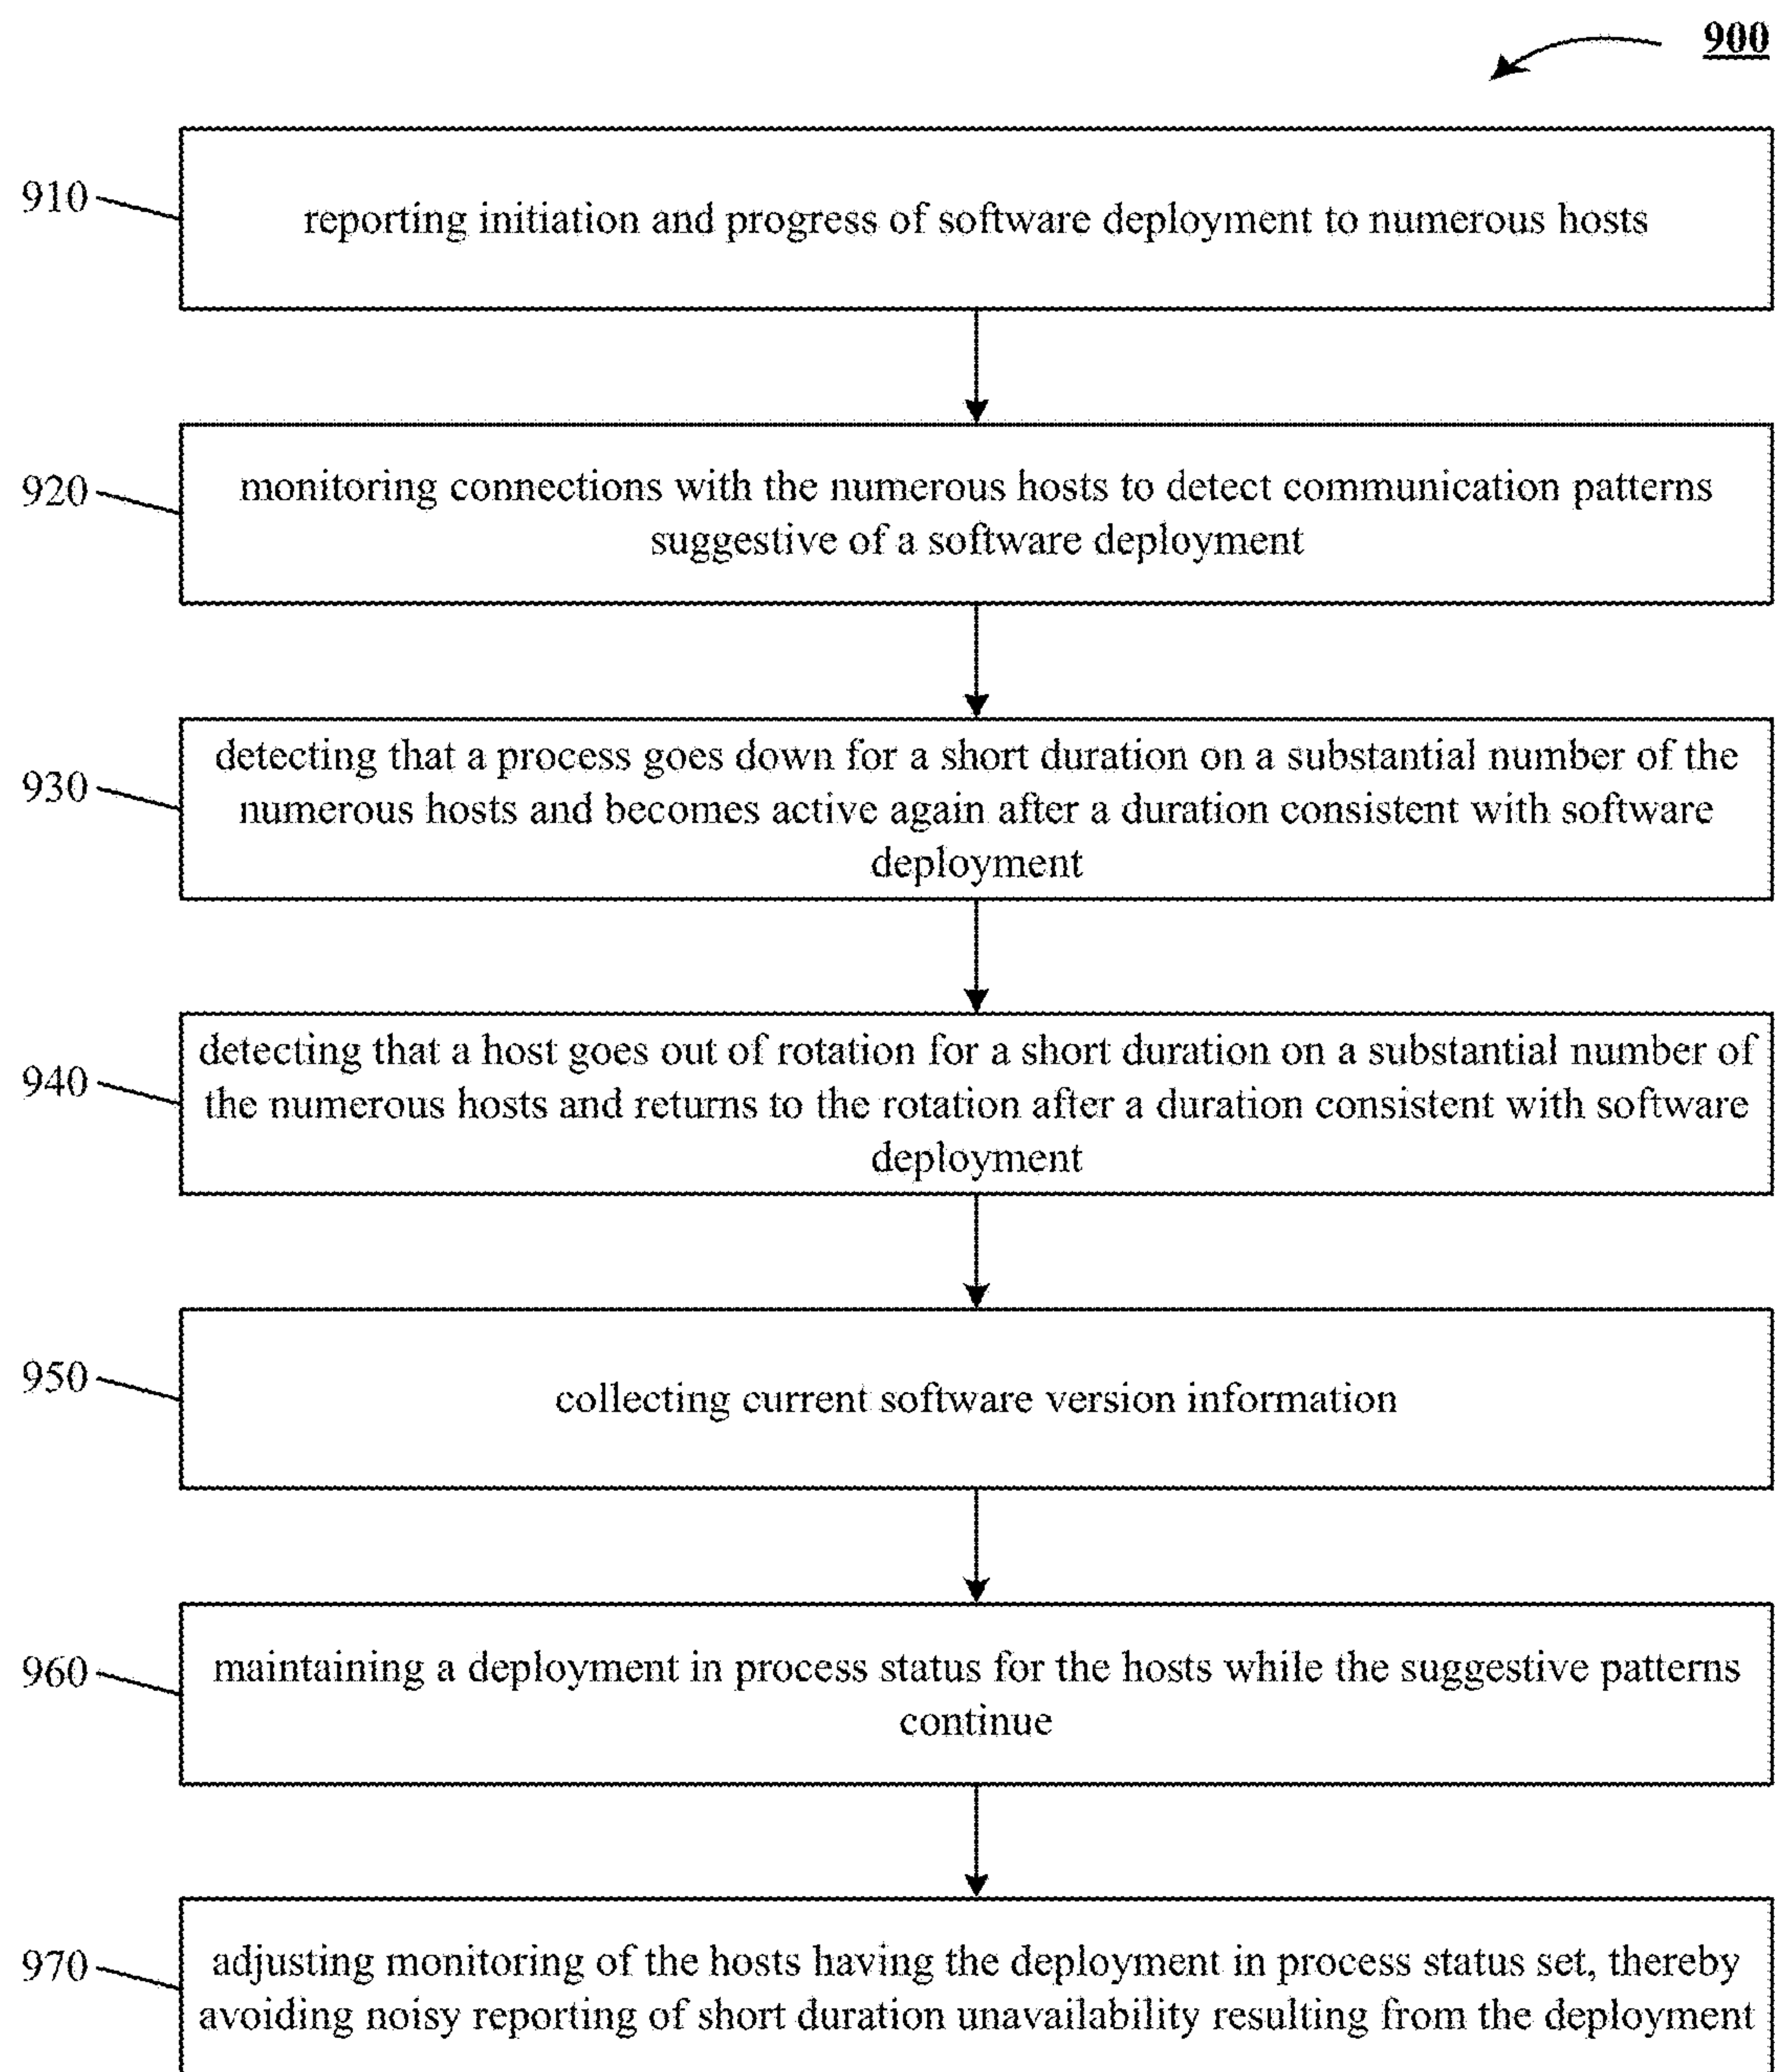 900
910
reporting initiation and progress of software deployment to numerous hosts
920
monitoring connections with the numerous hosts to detect communication patterns
suggestive of a software deployment
930
detecting that a process goes down for a short duration on a substantial number of the
numerous hosts and becomes active again after a duration consistent with software
deployment
940
detecting that a host goes out of rotation for a short duration on a substantial number of
the numerous hosts and returns to the rotation after a duration consistent with software
deployment
950
collecting current software version information
960
maintaining a deployment in process status for the hosts while the suggestive patterns
continue
970
adjusting monitoring of the hosts having the deployment in process status set, thereby
avoiding noisy reporting of short duration unavailability resulting from the deployment